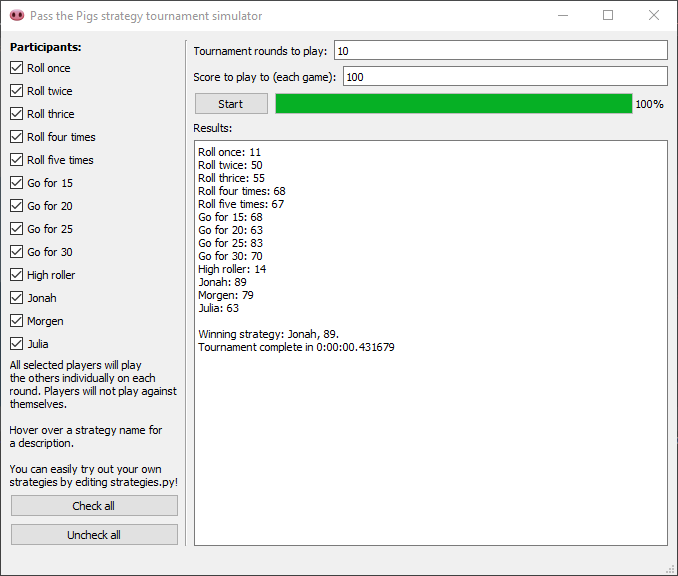 Pass the Pigs strategy tournament simulator
Participants:
Roll once
Roll twice
Roll thrice
Roll four times
Roll five times
Go for 15
Go for 20
Go for 25
Go for 30
High roller
Jonah
Morgen
Julia
All selected players will play
the others individually on each
round. Players will not play against
themselves.
Hover over a strategy name for
a description.
You can easily try out your own
strategies by editing strategies.py!
Check all
Uncheck all
Tournament rounds to play: 10
Score to play to (each game): 100
Start 100%
Results:
Roll once: 11
Roll twice: 50
Roll thrice: 55
Roll four times: 68
Roll five times: 67
Go for 15: 68
Go for 20: 63
Go for 25: 83
Go for 30: 70
High roller: 14
Jonah: 89
Morgen: 79
Julia: 63
Winning strategy: Jonah, 89.
Tournament complete in 0:00:00.431679